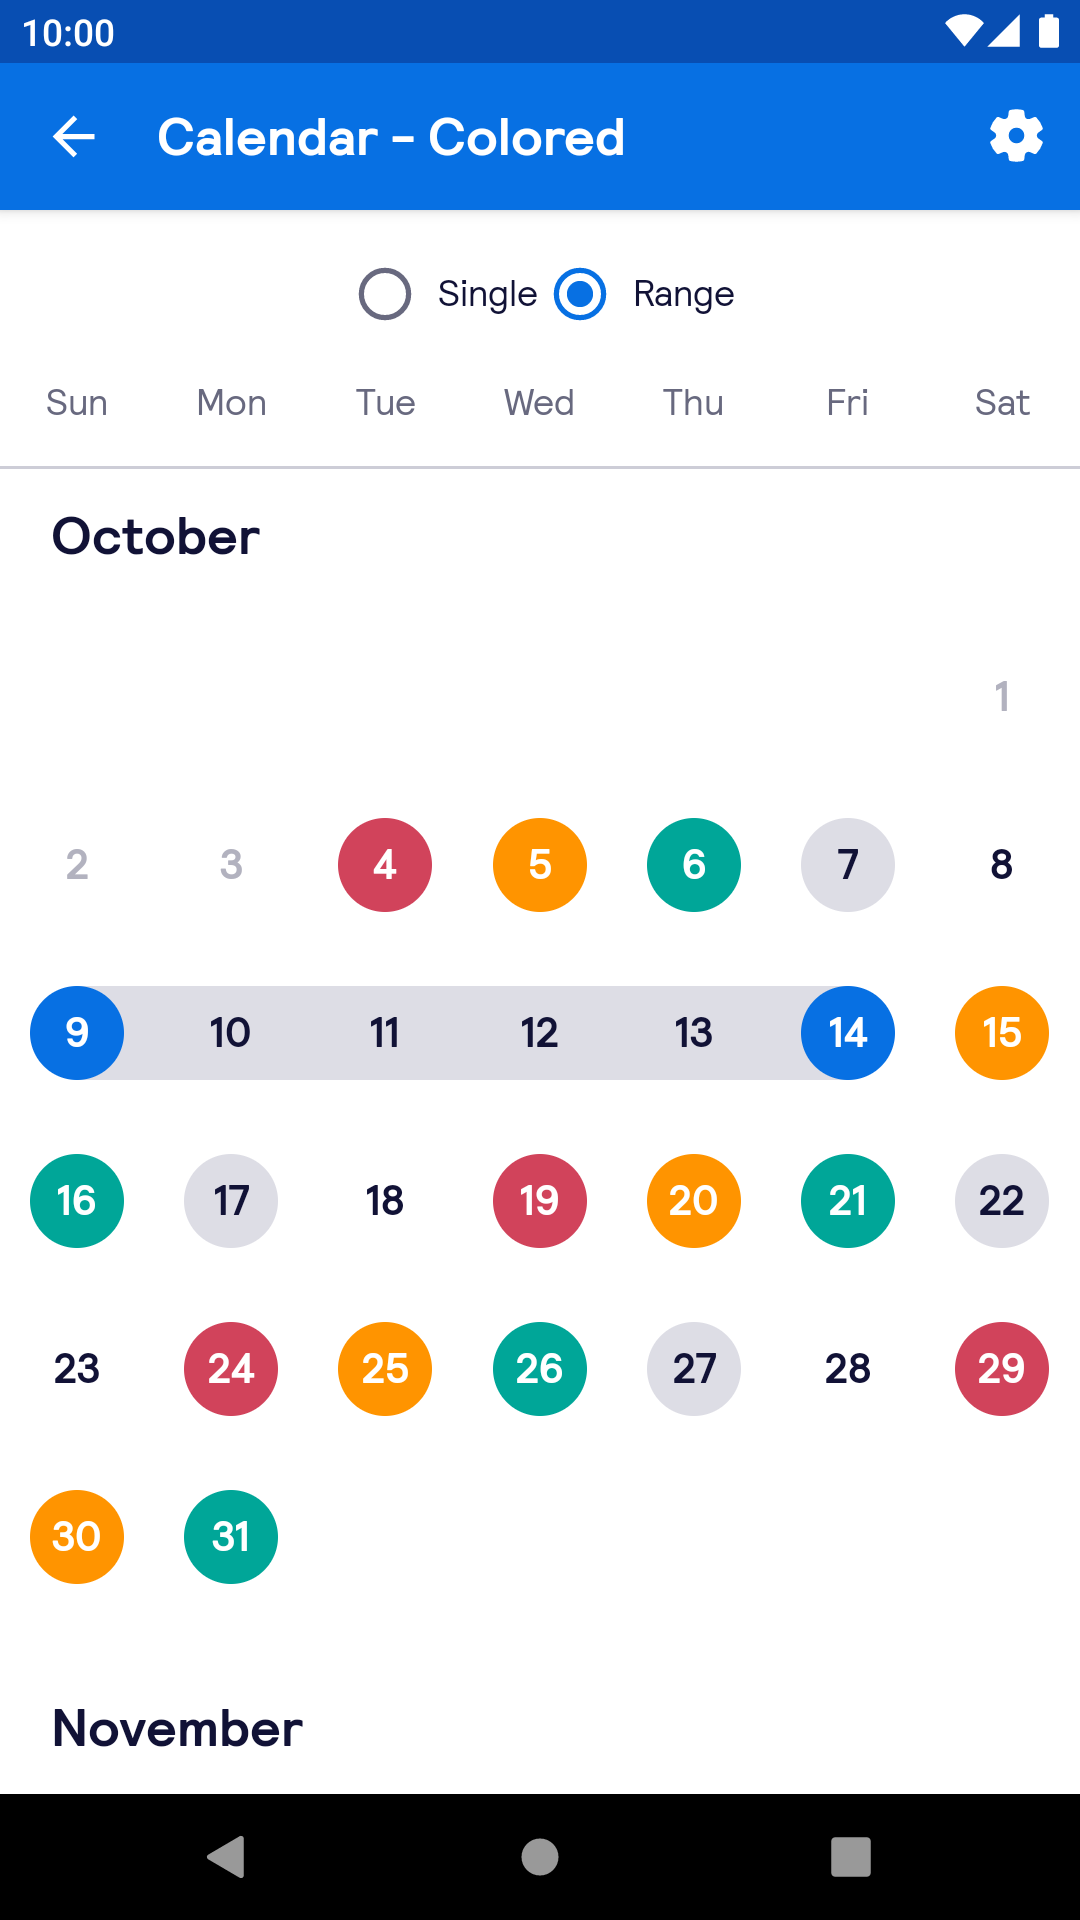 10:00
Calendar - Colored
Single Range
Sun Mon Tue Wed Thu Fri Sat
October
1
2 3 4 5 6 7 8
9 10 11 12 13 14 15
16 17 18 19 20 21 22
23 24 25 26 27 28 29
30 31
November